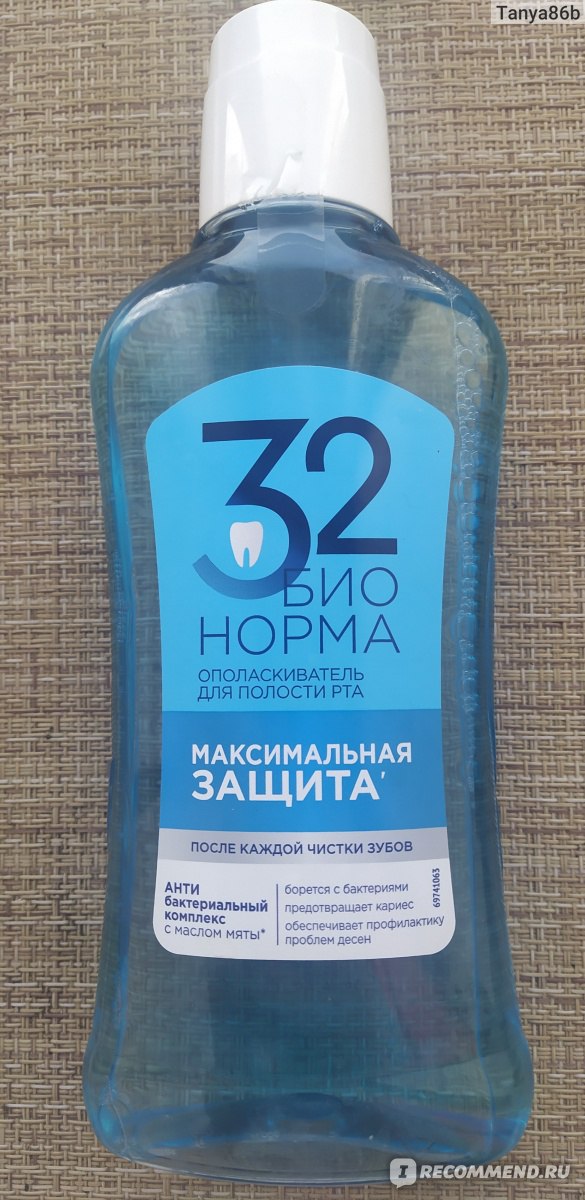 Tanya86b
32
БИО
НОРМА
ОПОЛАСКИВАТЕЛЬ
ДЛЯ ПОЛОСТИ РТА
МАКСИМАЛЬНАЯ
ЗАЩИТА'
ПОСЛЕ КАЖДОЙ ЧИСТКИ ЗУБОВ
АНТИ
бактериальный
комплекс
с маслом мяты*
борется с бактериями
предотвращает кариес
обеспечивает профилактику
проблем десен
69741063
I RECOMMEND.RU